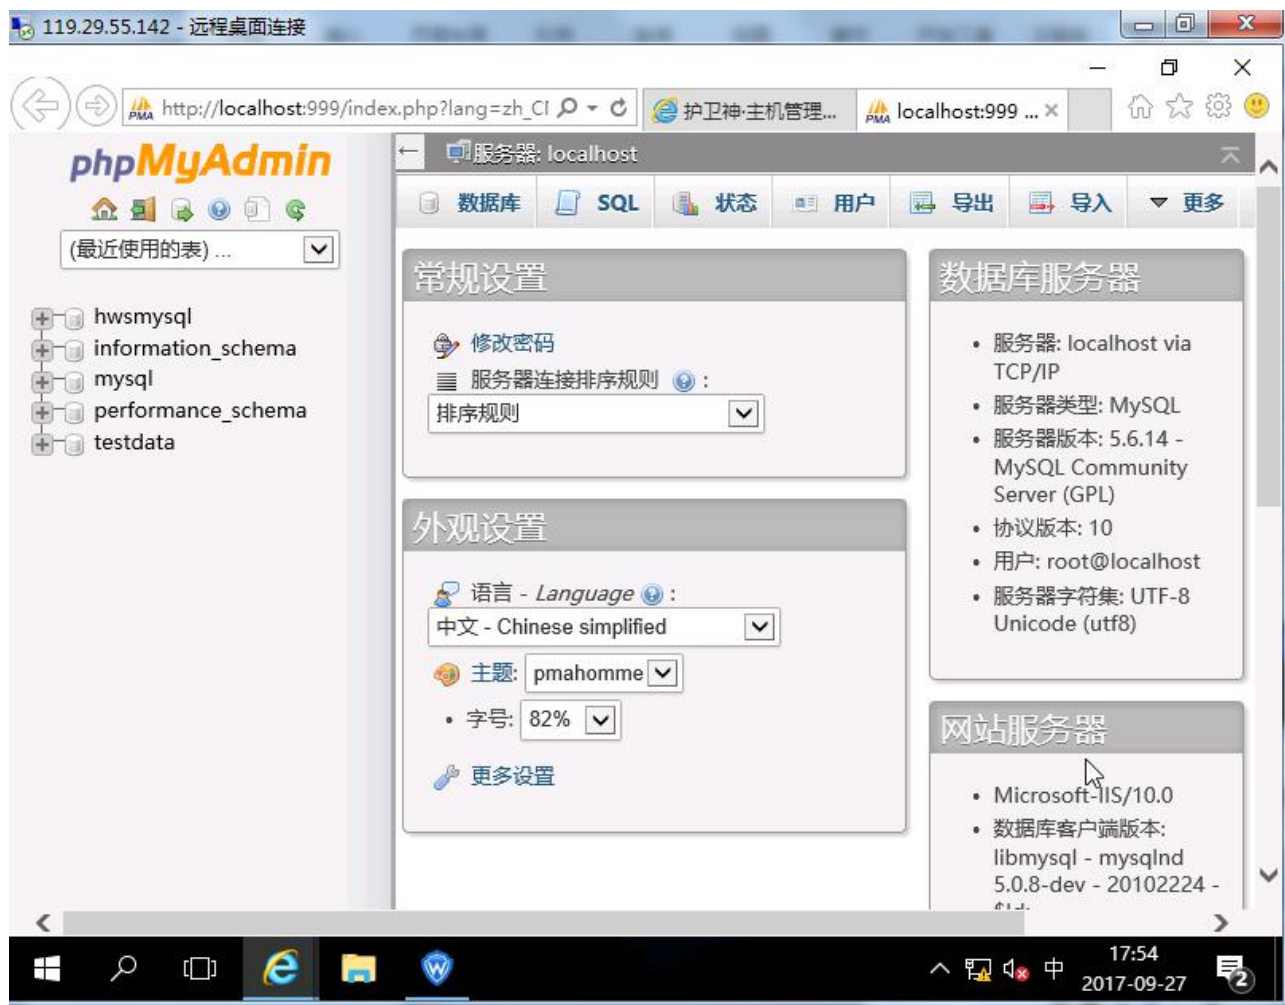 119.29.55.142 - 远程桌面连接
http://localhost:999/index.php?lang=zh_C
护卫神·主机管理...
localhost:999 ...
phpMyAdmin
(最近使用的表) ...
hwsmysql
information_schema
mysql
performance_schema
testdata
服务器: localhost
数据库 SQL 状态 用户 导出 导入 更多
常规设置
修改密码
服务器连接排序规则 :
排序规则
外观设置
语言 - Language :
中文 - Chinese simplified
主题: pmahomme
• 字号: 82%
更多设置
数据库服务器
• 服务器: localhost via
TCP/IP
• 服务器类型: MySQL
• 服务器版本: 5.6.14 -
MySQL Community
Server (GPL)
• 协议版本: 10
• 用户: root@localhost
• 服务器字符集: UTF-8
Unicode (utf8)
网站服务器
• Microsoft-IIS/10.0
• 数据库客户端版本:
libmysql - mysqlnd
5.0.8-dev - 20102224 -
中
17:54
2017-09-27
2